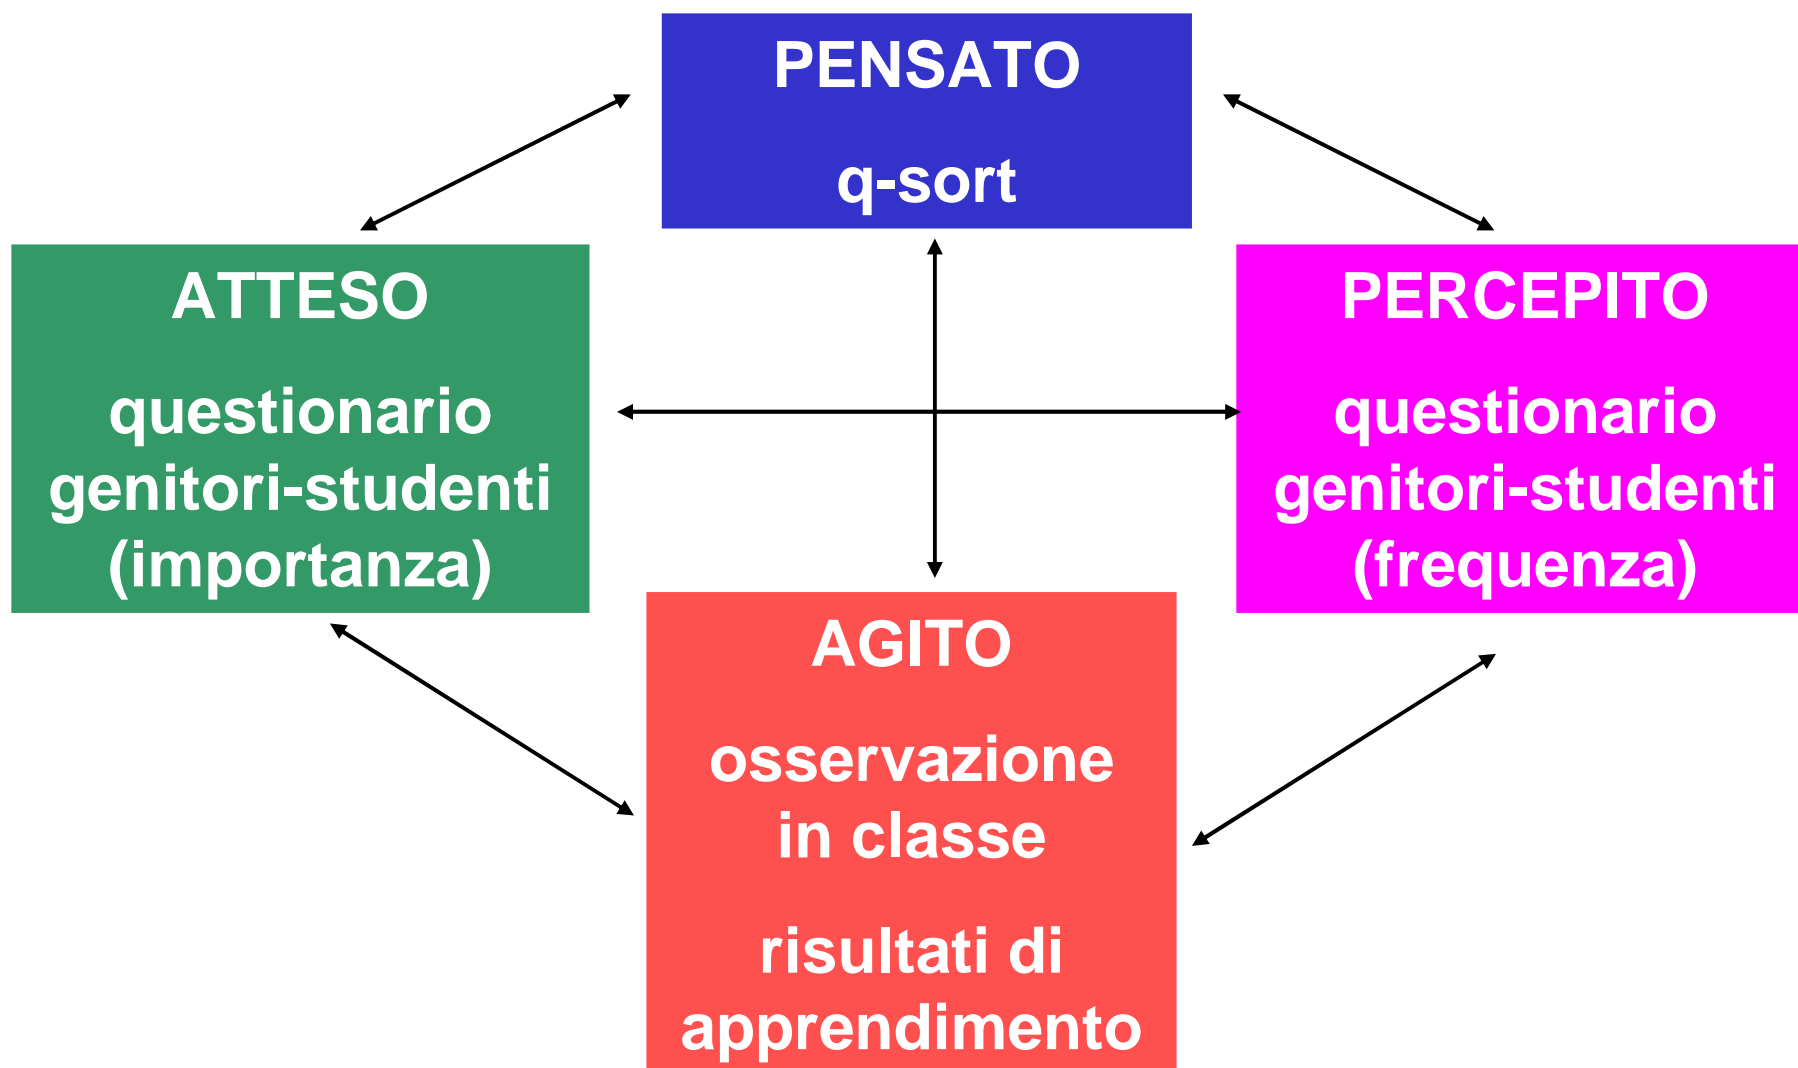 PENSATO
q-sort
ATTESO
questionario
genitori-studenti
(importanza)
PERCEPITO
questionario
genitori-studenti
(frequenza)
AGITO
osservazione
in classe
risultati di
apprendimento